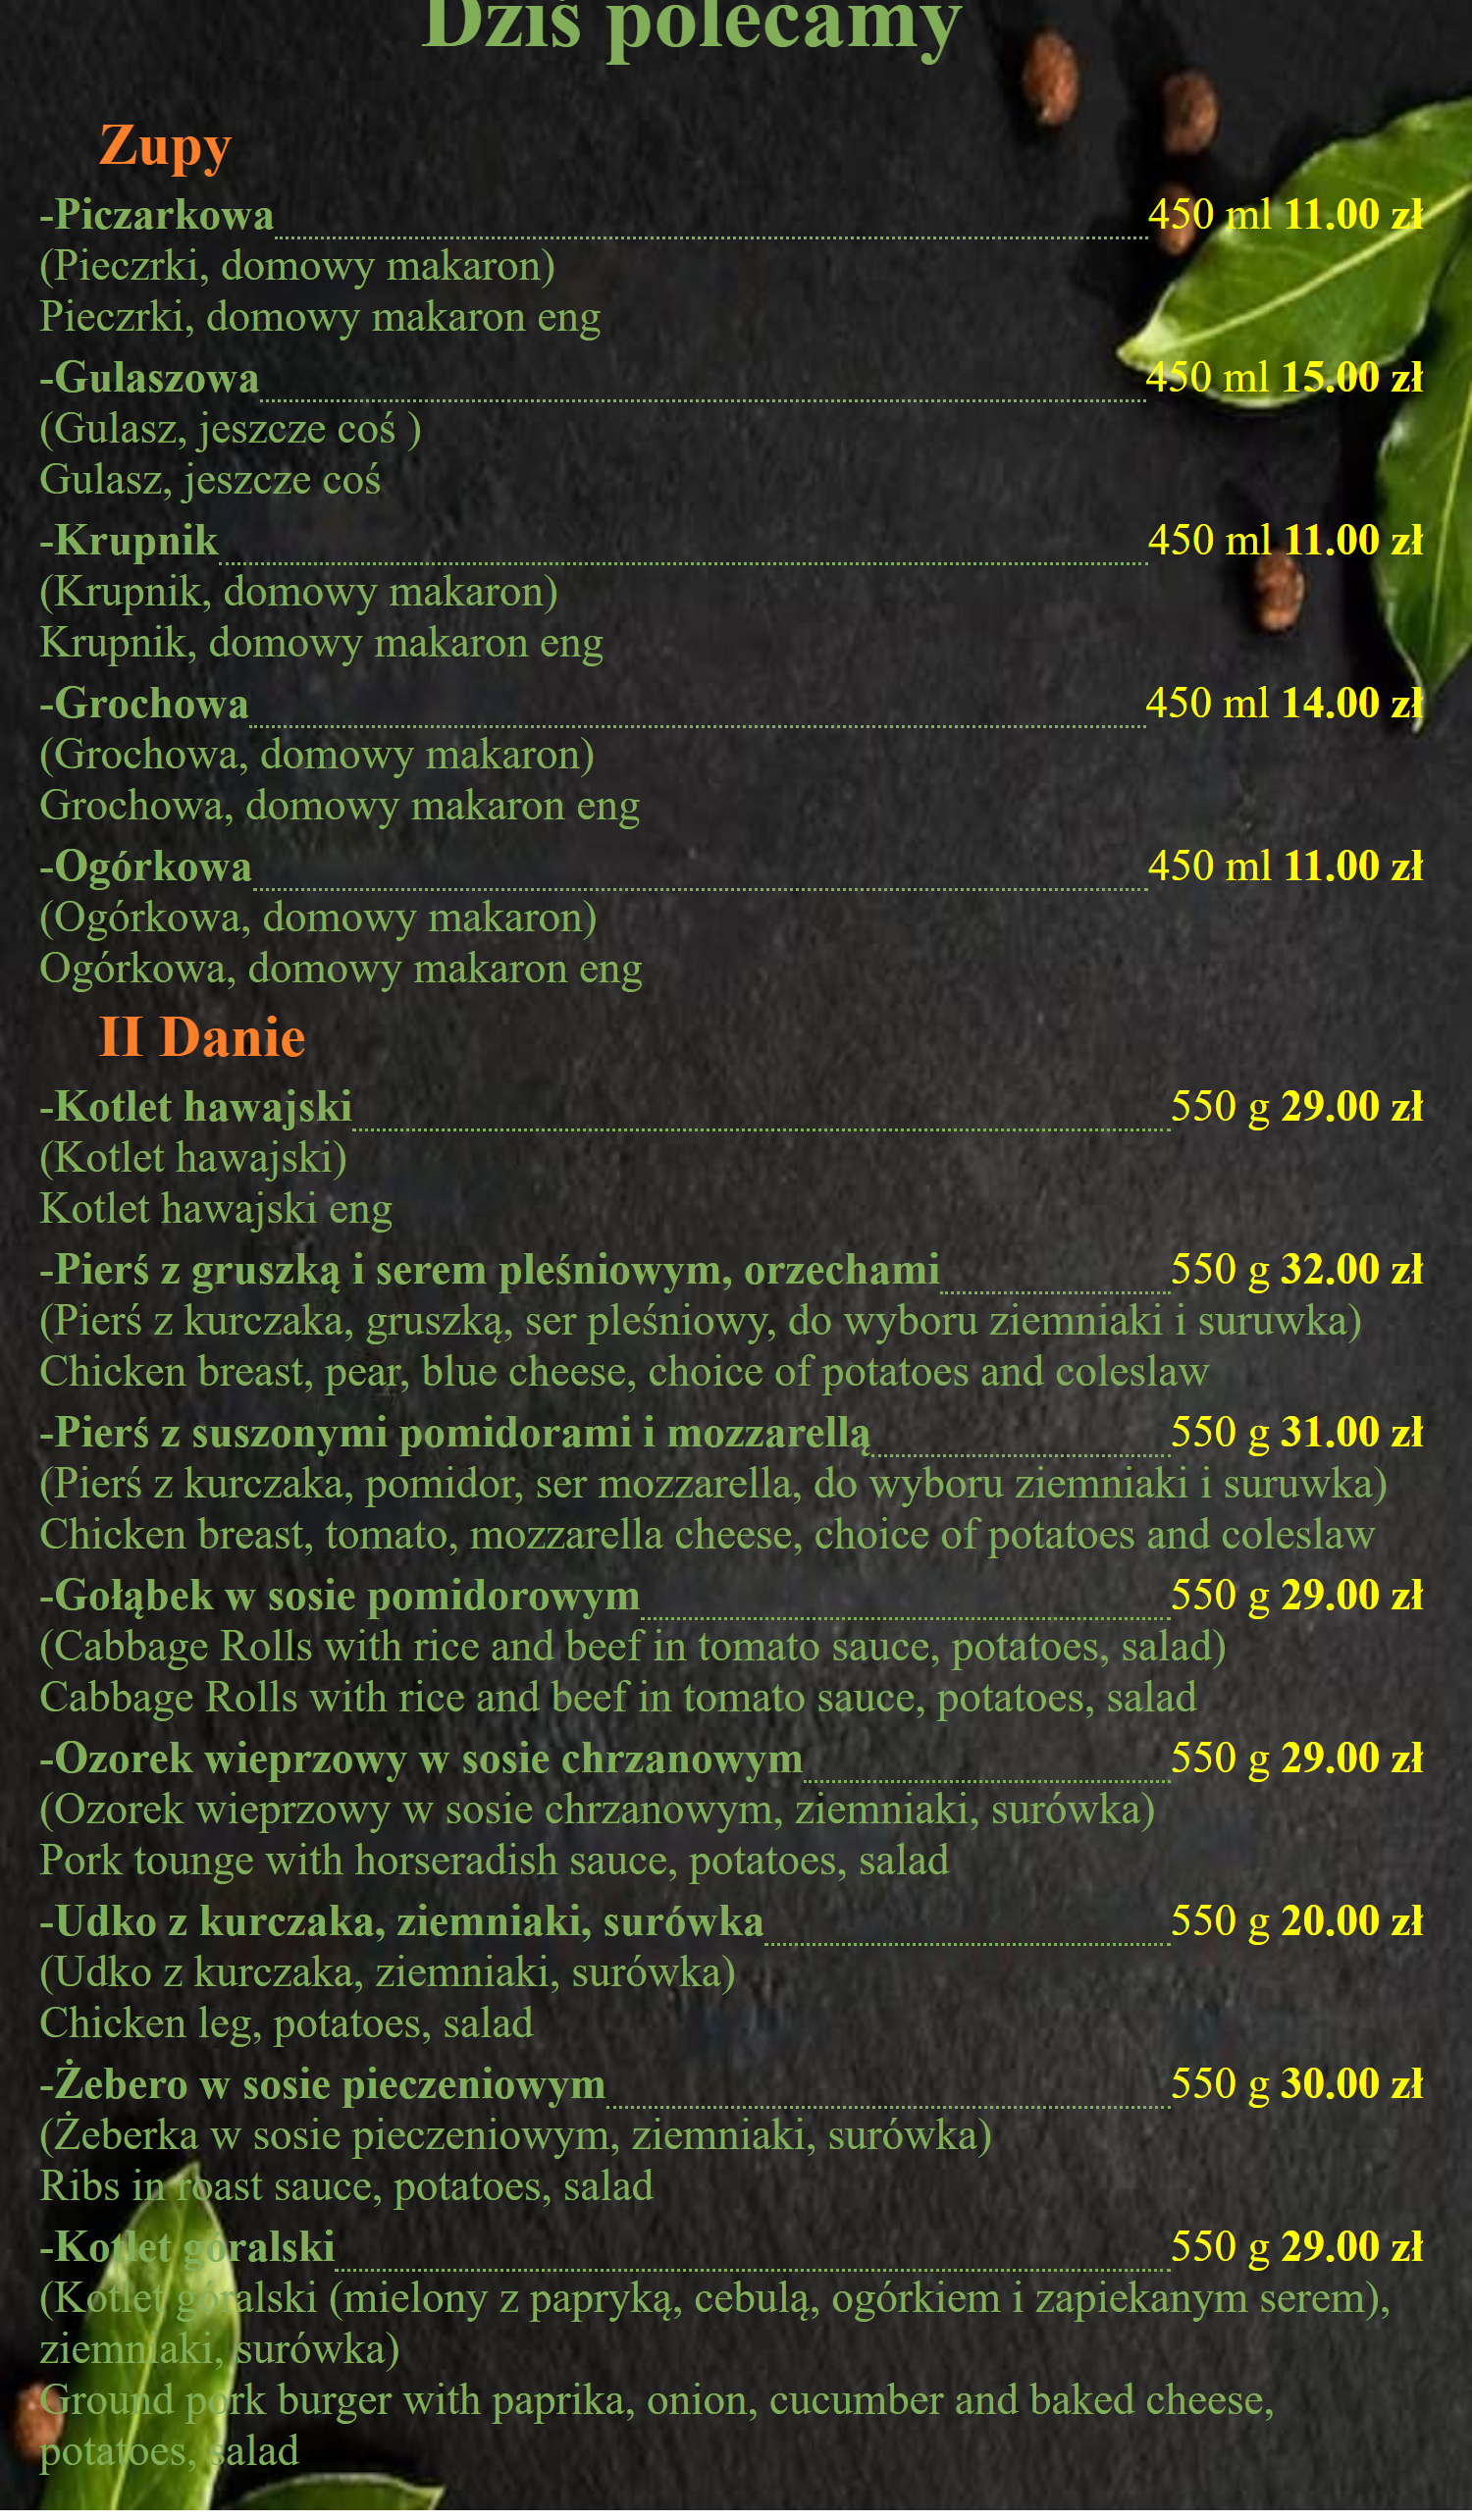 Dziś polecamy
Zupy
-Piczarkowa 450 ml 11.00 zł
(Pieczrki, domowy makaron)
Pieczrki, domowy makaron eng
-Gulaszowa 450 ml 15.00 zł
(Gulasz, jeszcze coś )
Gulasz, jeszcze coś
-Krupnik 450 ml 11.00 zł
(Krupnik, domowy makaron)
Krupnik, domowy makaron eng
-Grochowa 450 ml 14.00 zł
(Grochowa, domowy makaron)
Grochowa, domowy makaron eng
-Ogórkowa 450 ml 11.00 zł
(Ogórkowa, domowy makaron)
Ogórkowa, domowy makaron eng
II Danie
-Kotlet hawajski 550 g 29.00 zł
(Kotlet hawajski)
Kotlet hawajski eng
-Pierś z gruszką i serem pleśniowym, orzechami 550 g 32.00 zł
(Pierś z kurczaka, gruszką, ser pleśniowy, do wyboru ziemniaki i suruwka)
Chicken breast, pear, blue cheese, choice of potatoes and coleslaw
-Pierś z suszonymi pomidorami i mozzarellą 550 g 31.00 zł
(Pierś z kurczaka, pomidor, ser mozzarella, do wyboru ziemniaki i suruwka)
Chicken breast, tomato, mozzarella cheese, choice of potatoes and coleslaw
-Gołąbek w sosie pomidorowym 550 g 29.00 zł
(Cabbage Rolls with rice and beef in tomato sauce, potatoes, salad)
Cabbage Rolls with rice and beef in tomato sauce, potatoes, salad
-Ozorek wieprzowy w sosie chrzanowym 550 g 29.00 zł
(Ozorek wieprzowy w sosie chrzanowym, ziemniaki, surówka)
Pork tounge with horseradish sauce, potatoes, salad
-Udko z kurczaka, ziemniaki, surówka 550 g 20.00 zł
(Udko z kurczaka, ziemniaki, surówka)
Chicken leg, potatoes, salad
-Żebero w sosie pieczeniowym 550 g 30.00 zł
(Żeberka w sosie pieczeniowym, ziemniaki, surówka)
Ribs in roast sauce, potatoes, salad
-Kotlet góralski 550 g 29.00 zł
(Kotlet góralski (mielony z papryką, cebulą, ogórkiem i zapiekanym serem),
ziemniaki, surówka)
Ground pork burger with paprika, onion, cucumber and baked cheese,
potatoes, salad